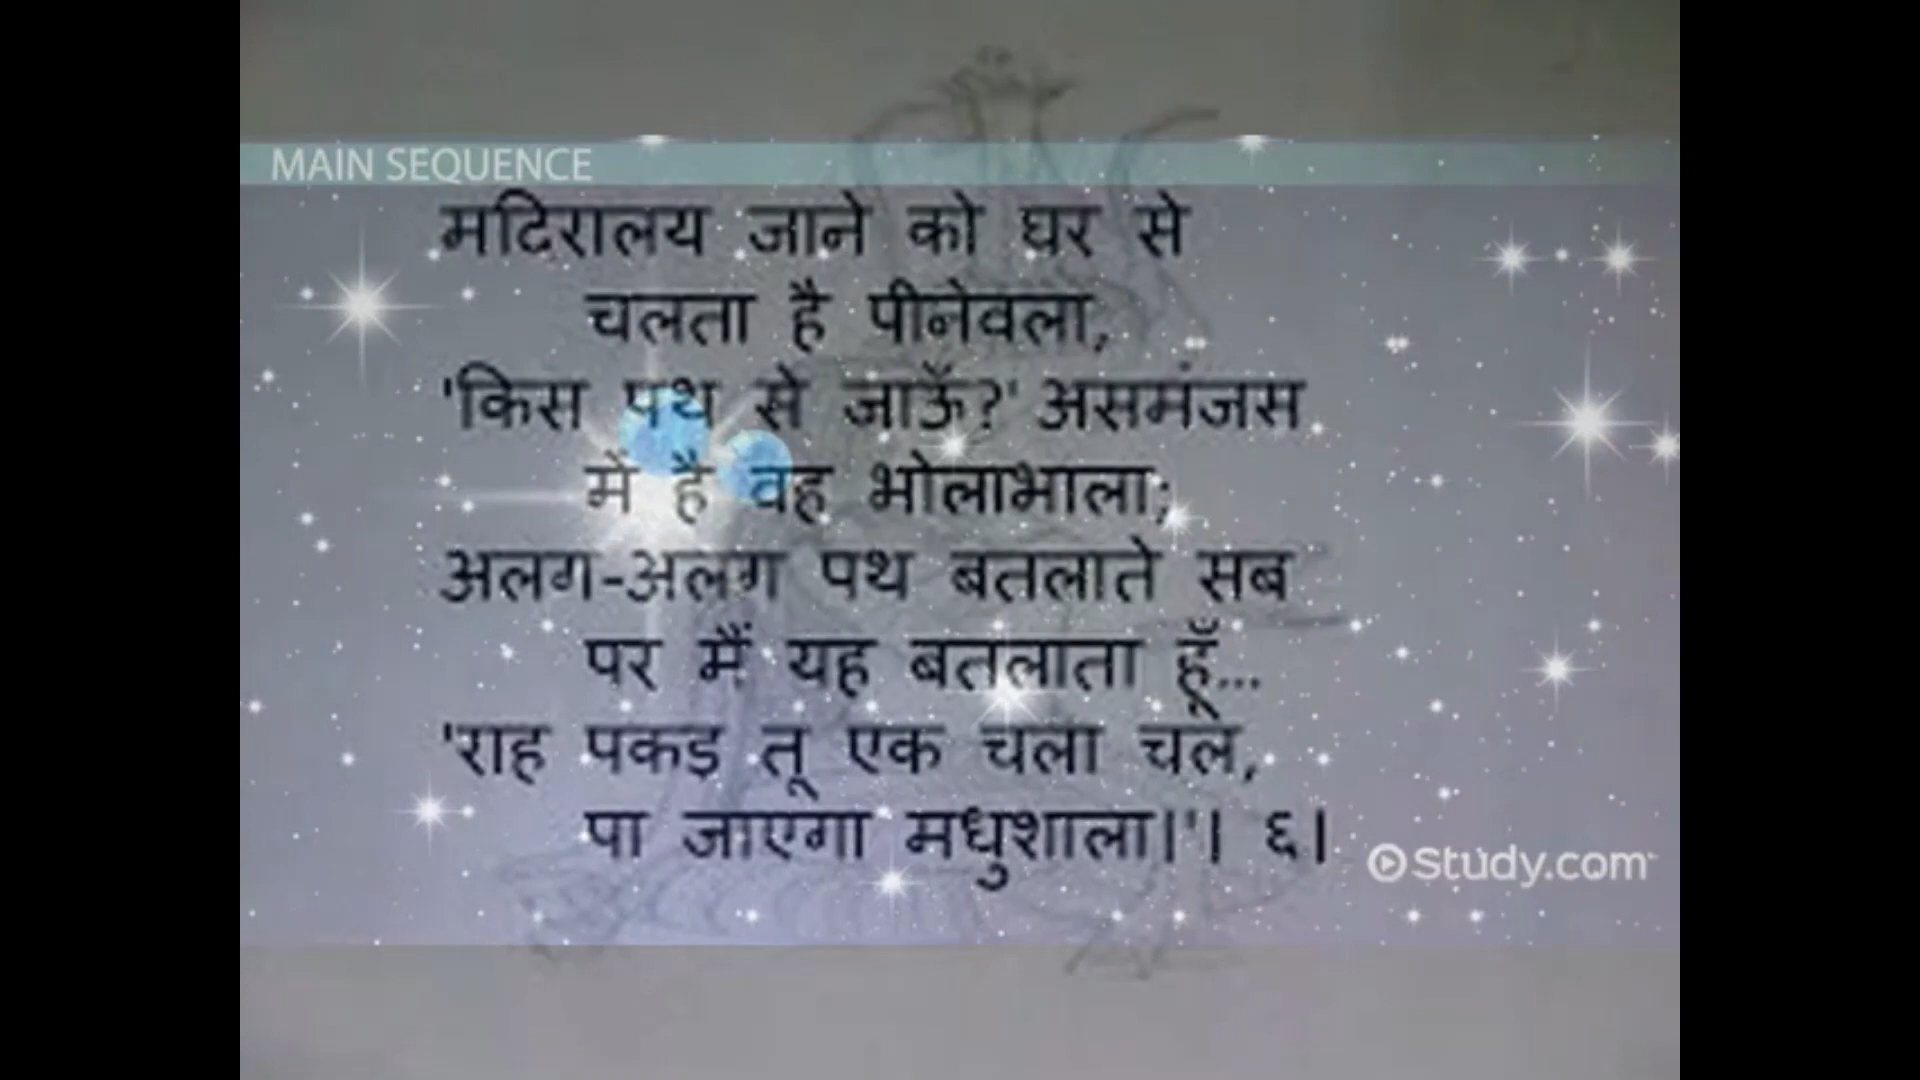 MAIN SEQUENCE
मदिरालय जाने को घर से
चलता है पीनेवला,
'किस पथ से जाऊँ?' असमंजस
में है वह भोलाभाला;
अलग-अलग पथ बतलाते सब
पर मैं यह बतलाता हूँ...
'राह पकड़ तू एक चला चल,
पा जाएगा मधुशाला।'। ६।
Study.com